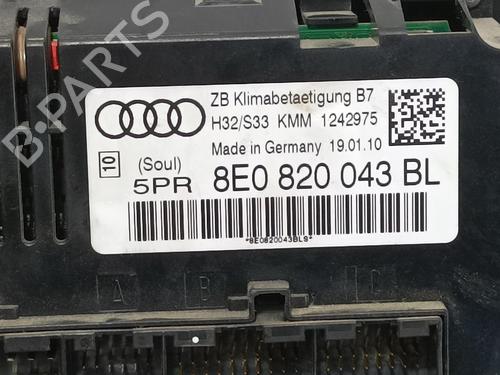 ZB Klimabetaetigung B7
H32/S33 KMM 1242975
Made in Germany 19.01.10
10
(Soul)
5PR 8E0 820 043 BL
*8E0820043BLS*
A B C
B-PARTS